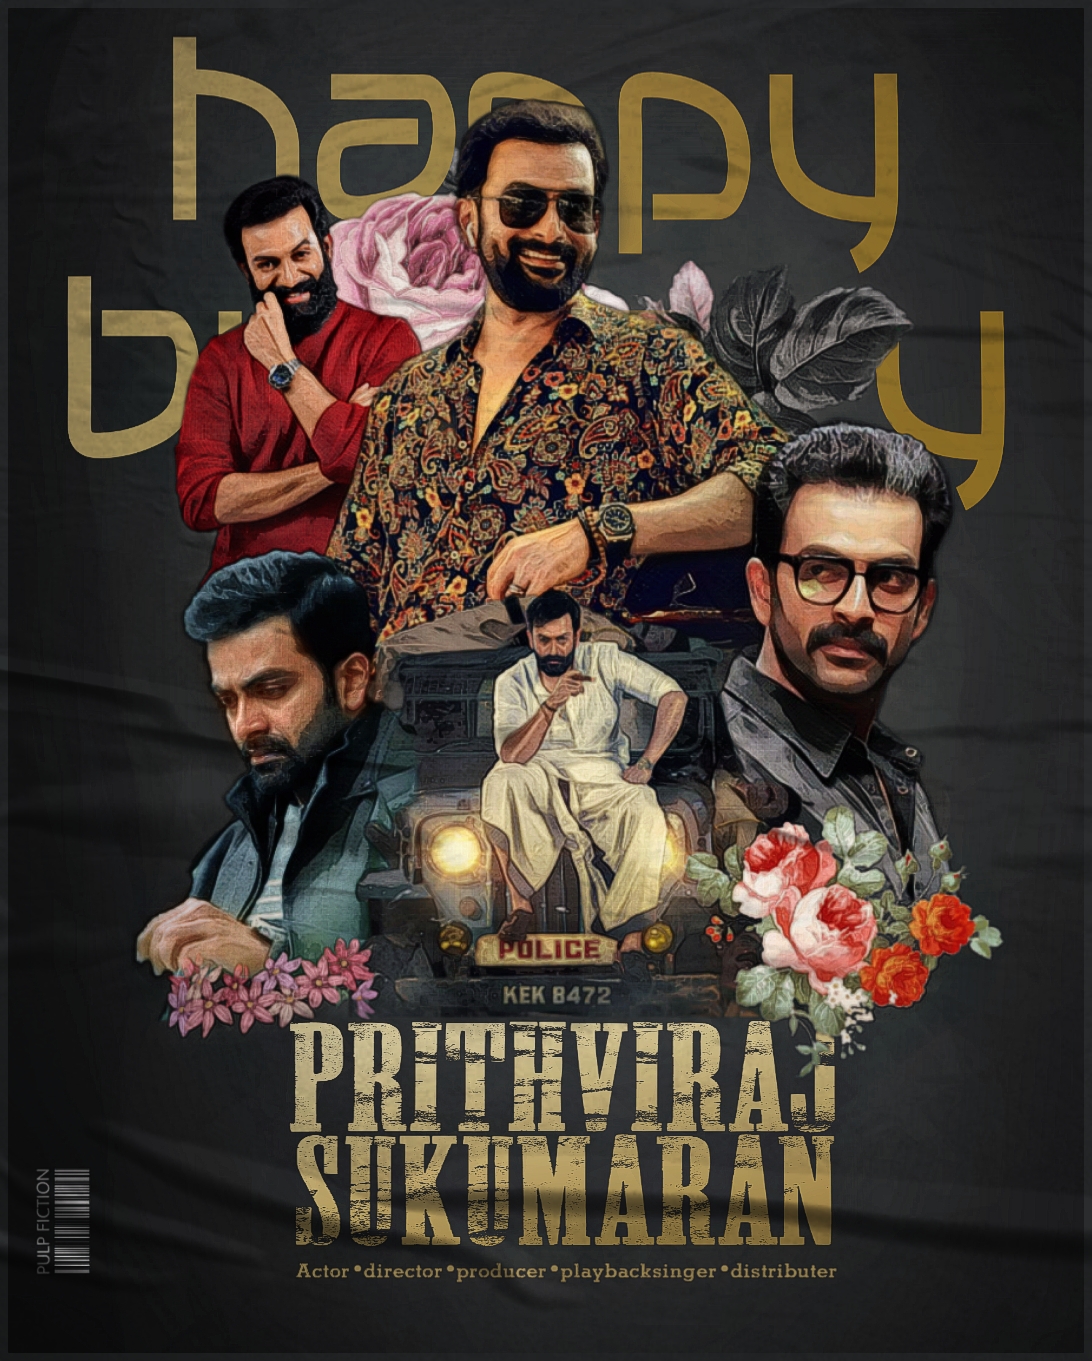 happy
PULP FICTION
POLICE
KEK 8472
PRITHVIRAJ
SUKUMARAN
Actor •director •producer •playbacksinger •distributer